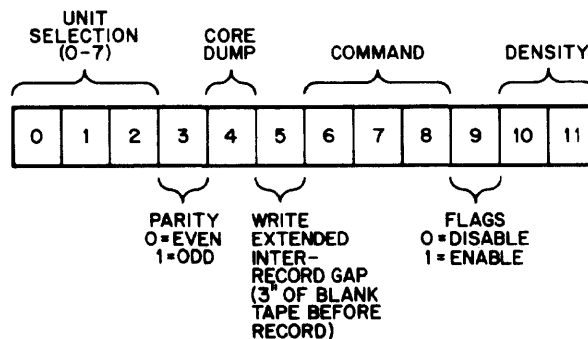 UNIT
SELECTION
(0-7)
CORE
DUMP
COMMAND
DENSITY
0 1 2 3 4 5 6 7 8 9 10 11
PARITY
0=EVEN
1=ODD
WRITE
EXTENDED
INTER-
RECORD GAP
(3" OF BLANK
TAPE BEFORE
RECORD)
FLAGS
0=DISABLE
1=ENABLE